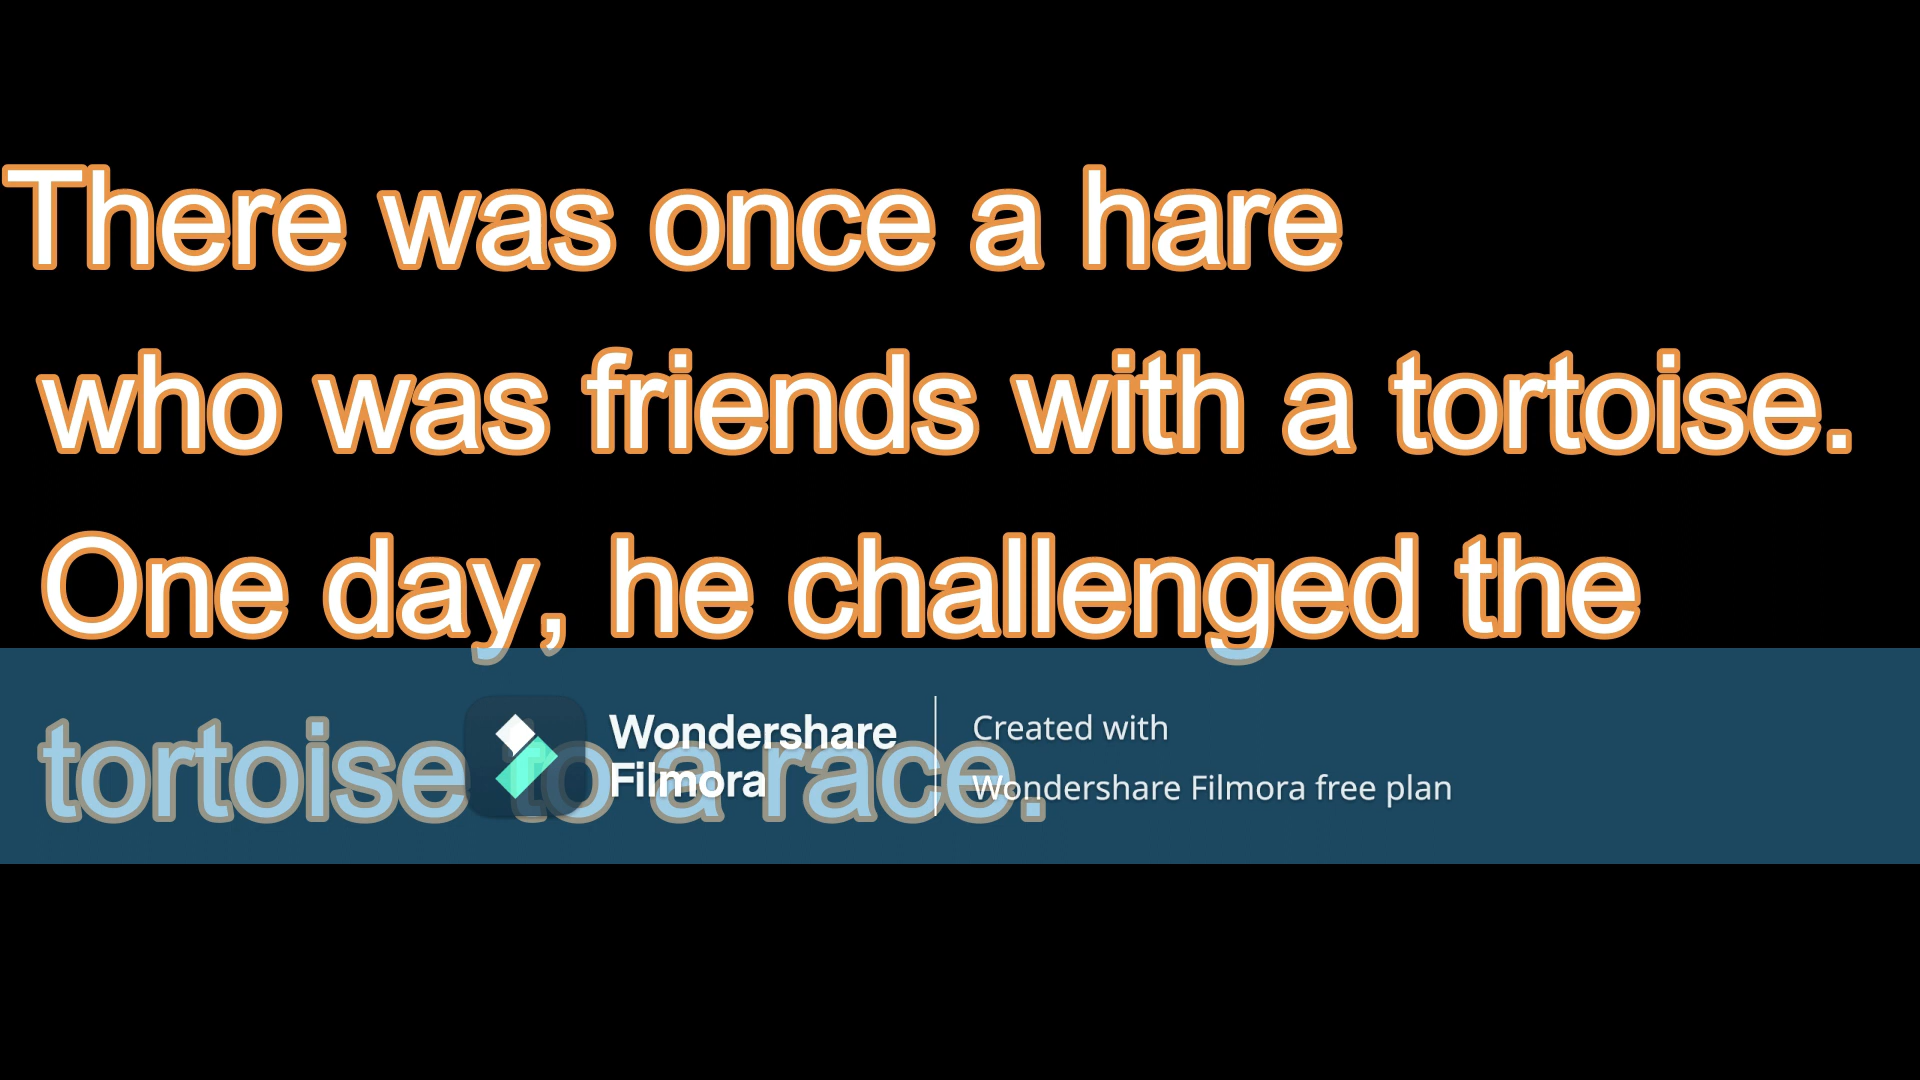 There was once a hare
who was friends with a tortoise.
One day, he challenged the
tortoise to a race.
Wondershare
Filmora
Created with
Wondershare Filmora free plan